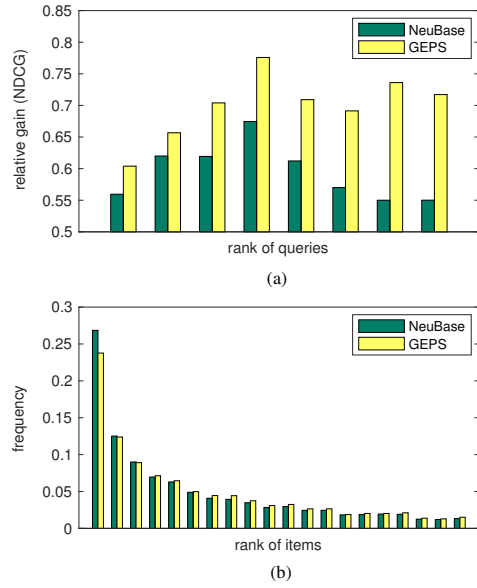 0.85
0.8
0.75
0.7
0.65
0.6
0.55
0.5
relative gain (NDCG)
NeuBase
GEPS
rank of queries
(a)
0.3
0.25
0.2
0.15
0.1
0.05
0
frequency
NeuBase
GEPS
rank of items
(b)